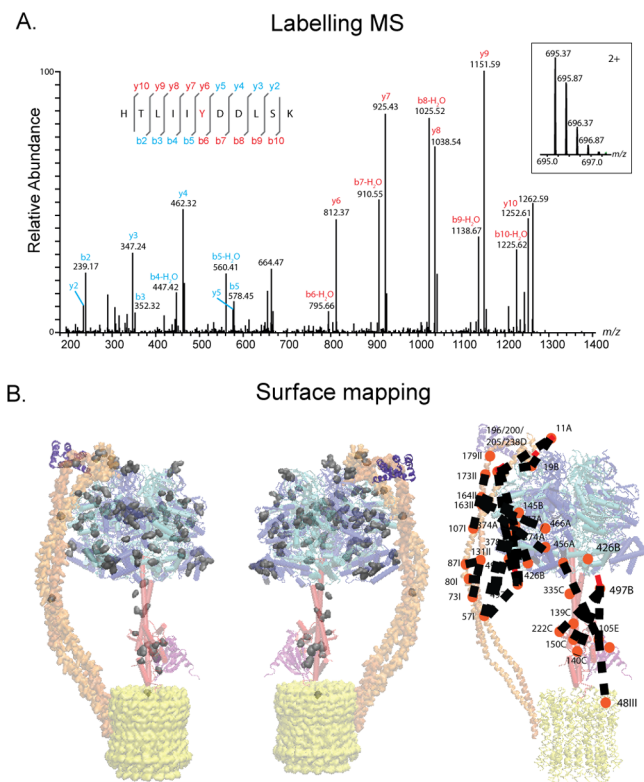 A.
Labelling MS
y10 y9 y8 y7 y6 y5 y4 y3 y2
H T L I I Y D D L S K
b2 b3 b4 b5 b6 b7 b8 b9 b10
Relative Abundance
100
80
60
40
20
0
y2
b2
239.17
y3
347.24
b3
352.32
b4-H2O
447.42
y4
462.32
b5-H2O
560.41
y5
b5
578.45
664.47
b6-H2O
795.66
y6
812.37
b7-H2O
910.55
y7
925.43
b8-H2O
1025.52
y8
1038.54
b9-H2O
1138.67
y9
1151.59
b10-H2O
1225.62
y10
1252.61
1262.59
200 300 400 500 600 700 800 900 1000 1100 1200 1300 1400 m/z
695.37
2+
695.87
696.37
696.87
695.0 697.0 m/z
B.
Surface mapping
196/200/
205/238D
11A
179II
19B
173II
164II
163II
145B
374A
466A
107I
456A
131II
426B
87I
80I
426B
335C
497B
73I
139C
57I
222C
105E
150C
140C
48III